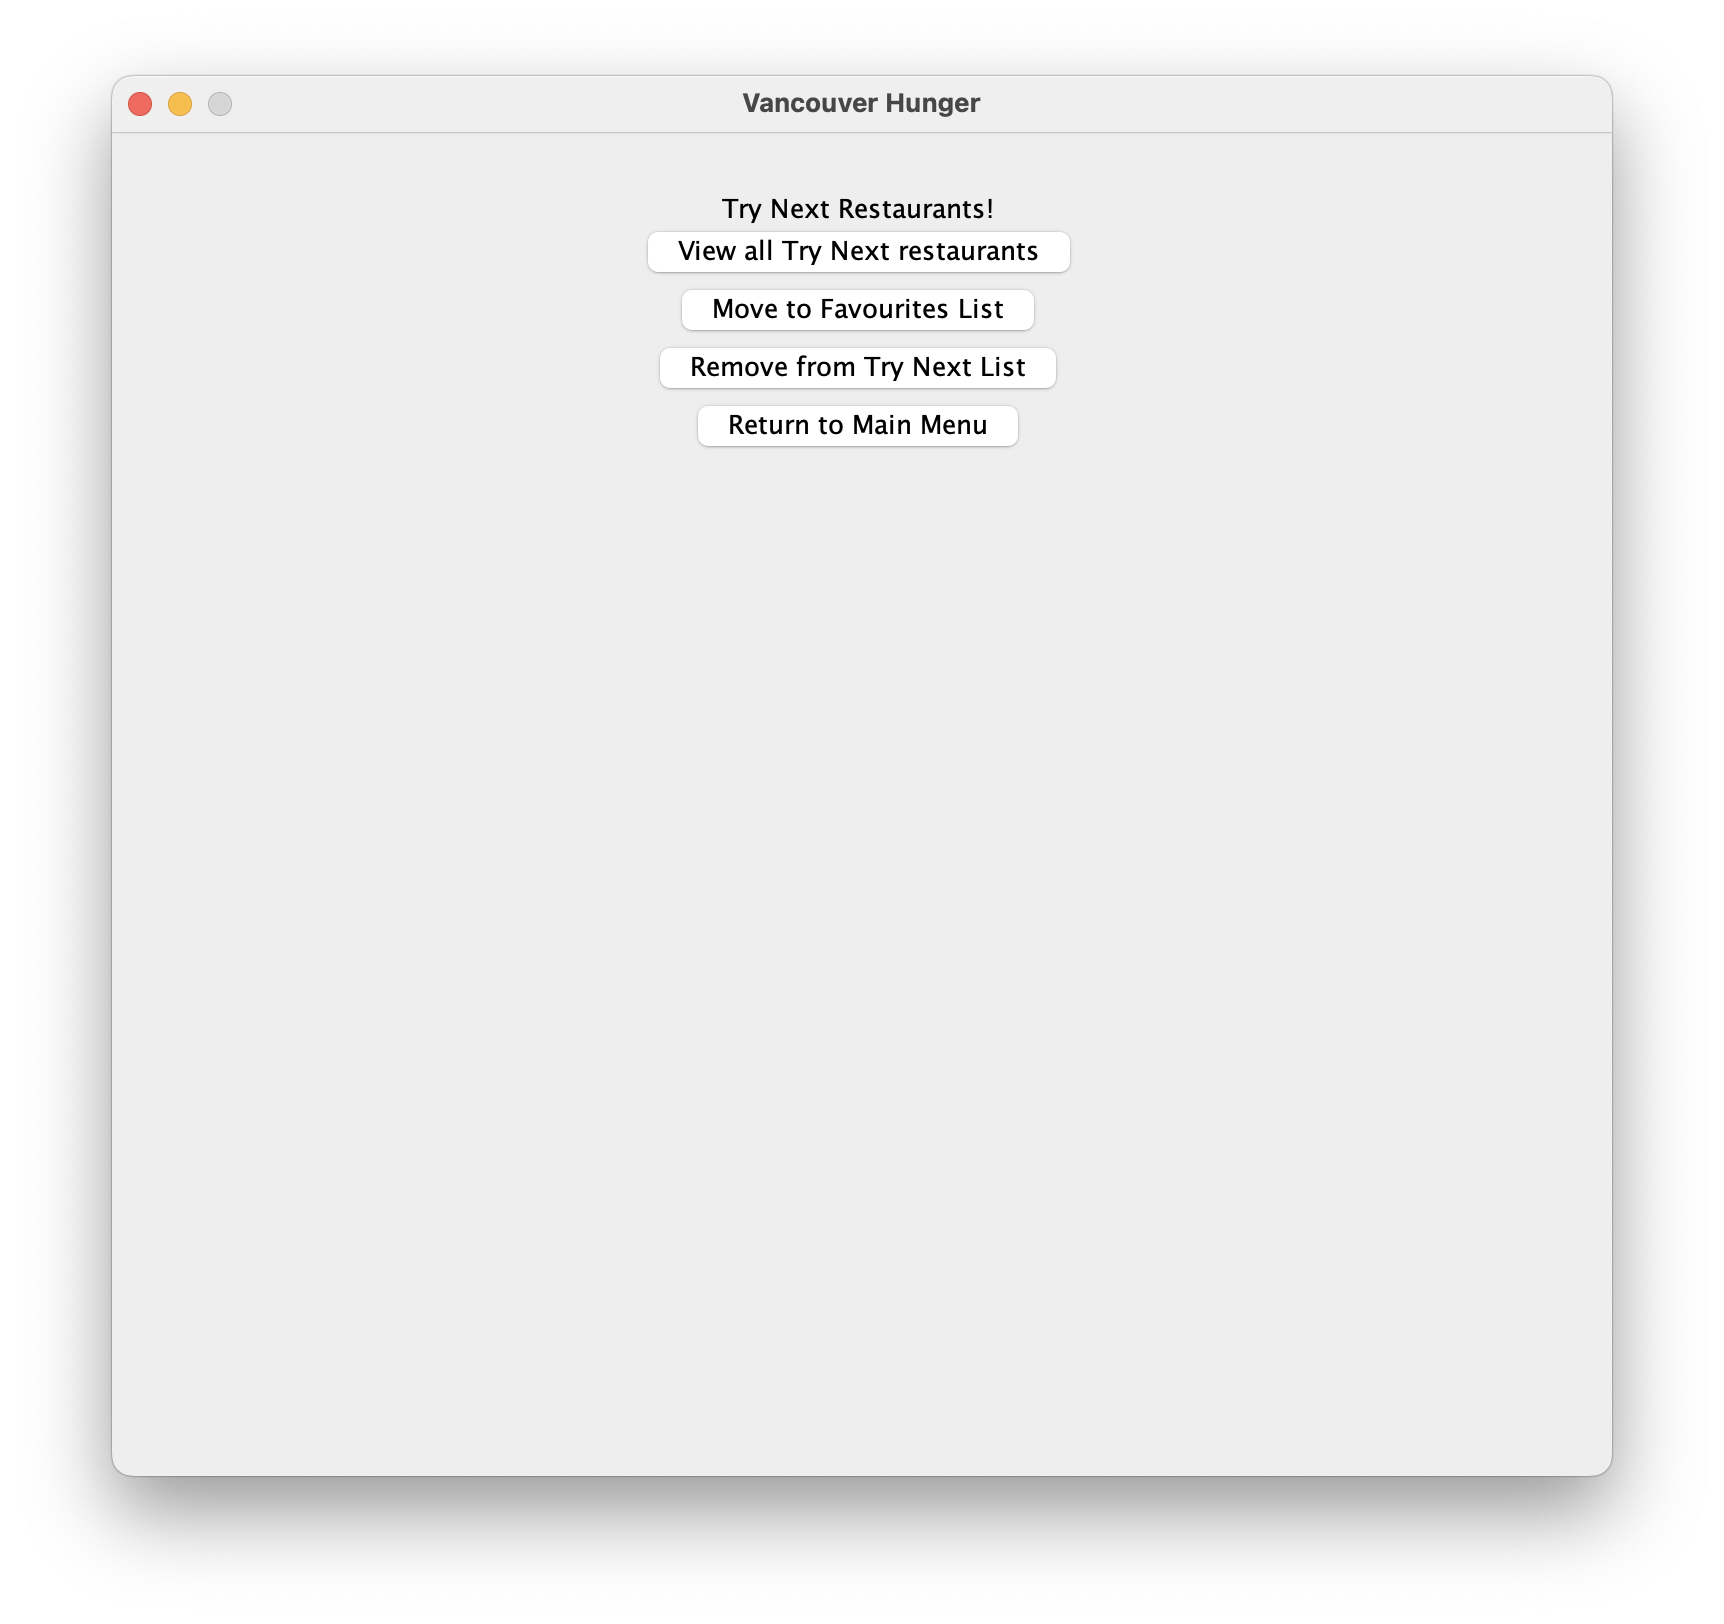 Vancouver Hunger
Try Next Restaurants!
View all Try Next restaurants
Move to Favourites List
Remove from Try Next List
Return to Main Menu